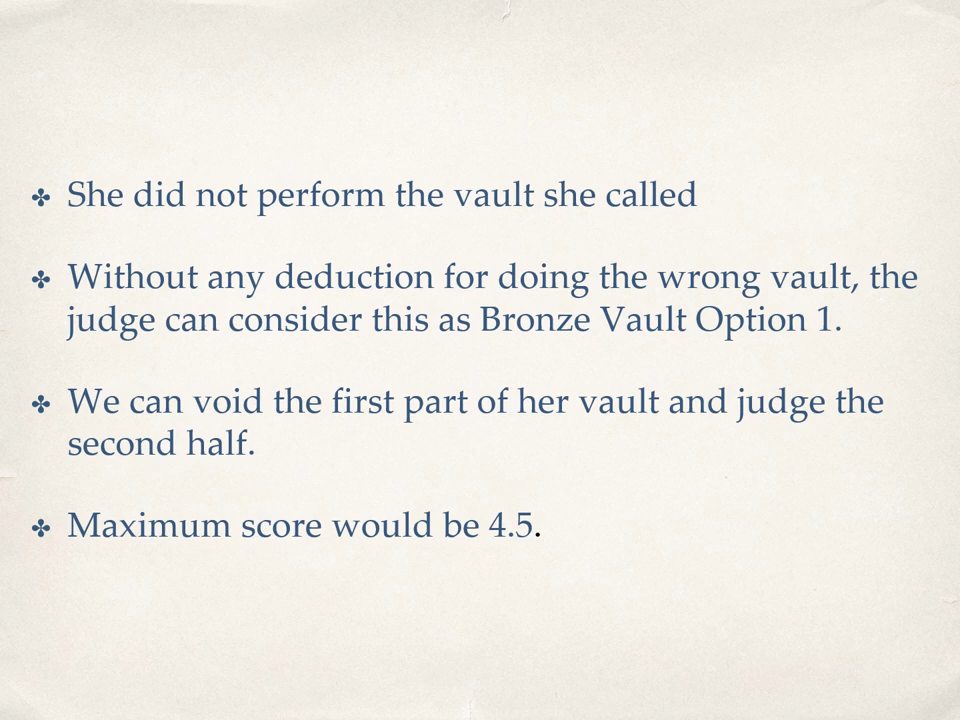 ✤ She did not perform the vault she called
✤ Without any deduction for doing the wrong vault, the
judge can consider this as Bronze Vault Option 1.
✤ We can void the first part of her vault and judge the
second half.
✤ Maximum score would be 4.5.